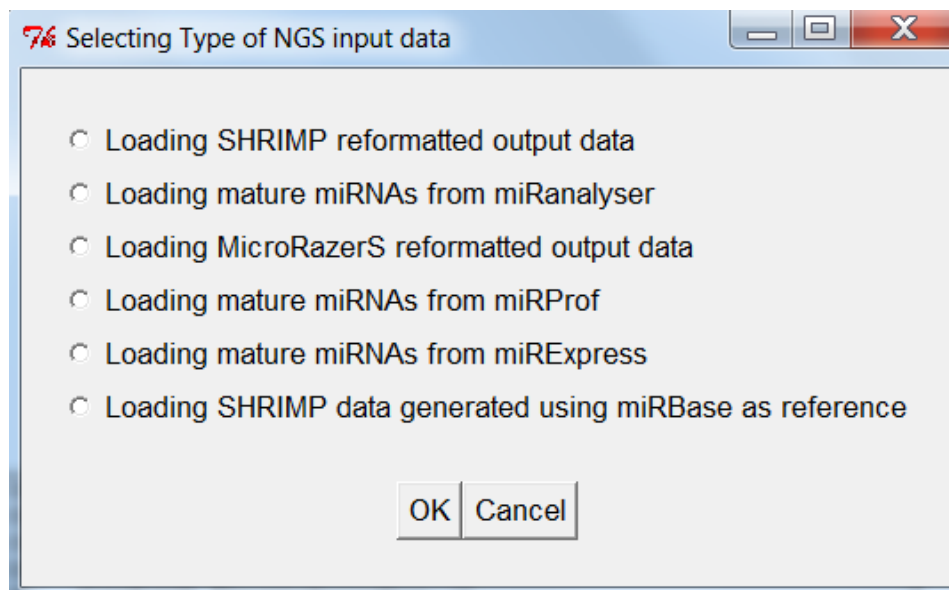 Selecting Type of NGS input data
Loading SHRIMP reformatted output data
Loading mature miRNAs from miRanalyser
Loading MicroRazerS reformatted output data
Loading mature miRNAs from miRProf
Loading mature miRNAs from miRExpress
Loading SHRIMP data generated using miRBase as reference
OK Cancel